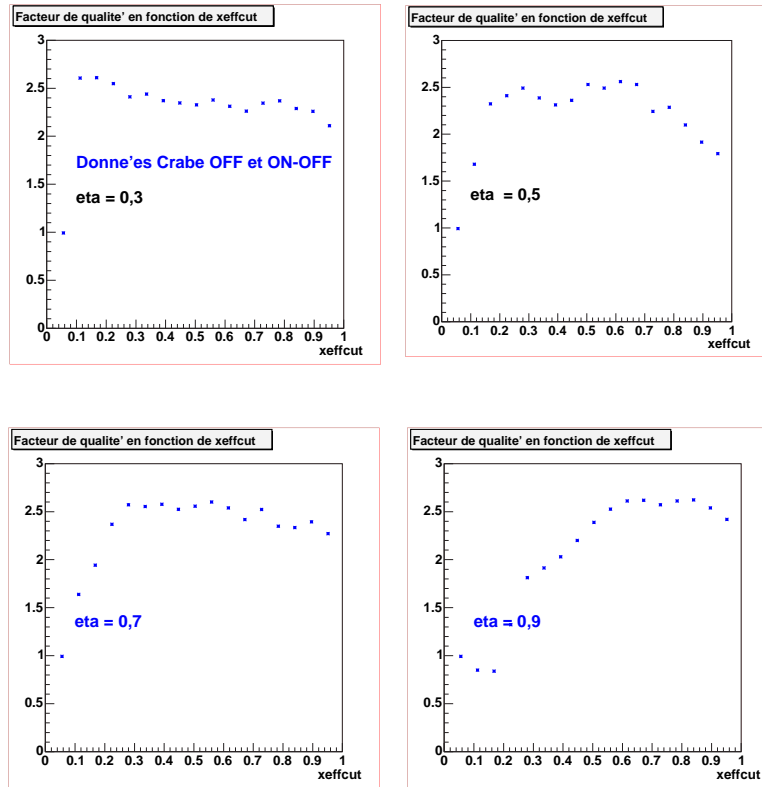 Facteur de qualite' en fonction de xeffcut
3
2.5
2
1.5
1
0.5
0
0 0.1 0.2 0.3 0.4 0.5 0.6 0.7 0.8 0.9 1
xeffcut
Donne'es Crabe OFF et ON-OFF
eta = 0,3
Facteur de qualite' en fonction de xeffcut
3
2.5
2
1.5
1
0.5
0
0 0.1 0.2 0.3 0.4 0.5 0.6 0.7 0.8 0.9 1
xeffcut
eta = 0,5
Facteur de qualite' en fonction de xeffcut
3
2.5
2
1.5
1
0.5
0
0 0.1 0.2 0.3 0.4 0.5 0.6 0.7 0.8 0.9 1
xeffcut
eta = 0,7
Facteur de qualite' en fonction de xeffcut
3
2.5
2
1.5
1
0.5
0
0 0.1 0.2 0.3 0.4 0.5 0.6 0.7 0.8 0.9 1
xeffcut
eta = 0,9